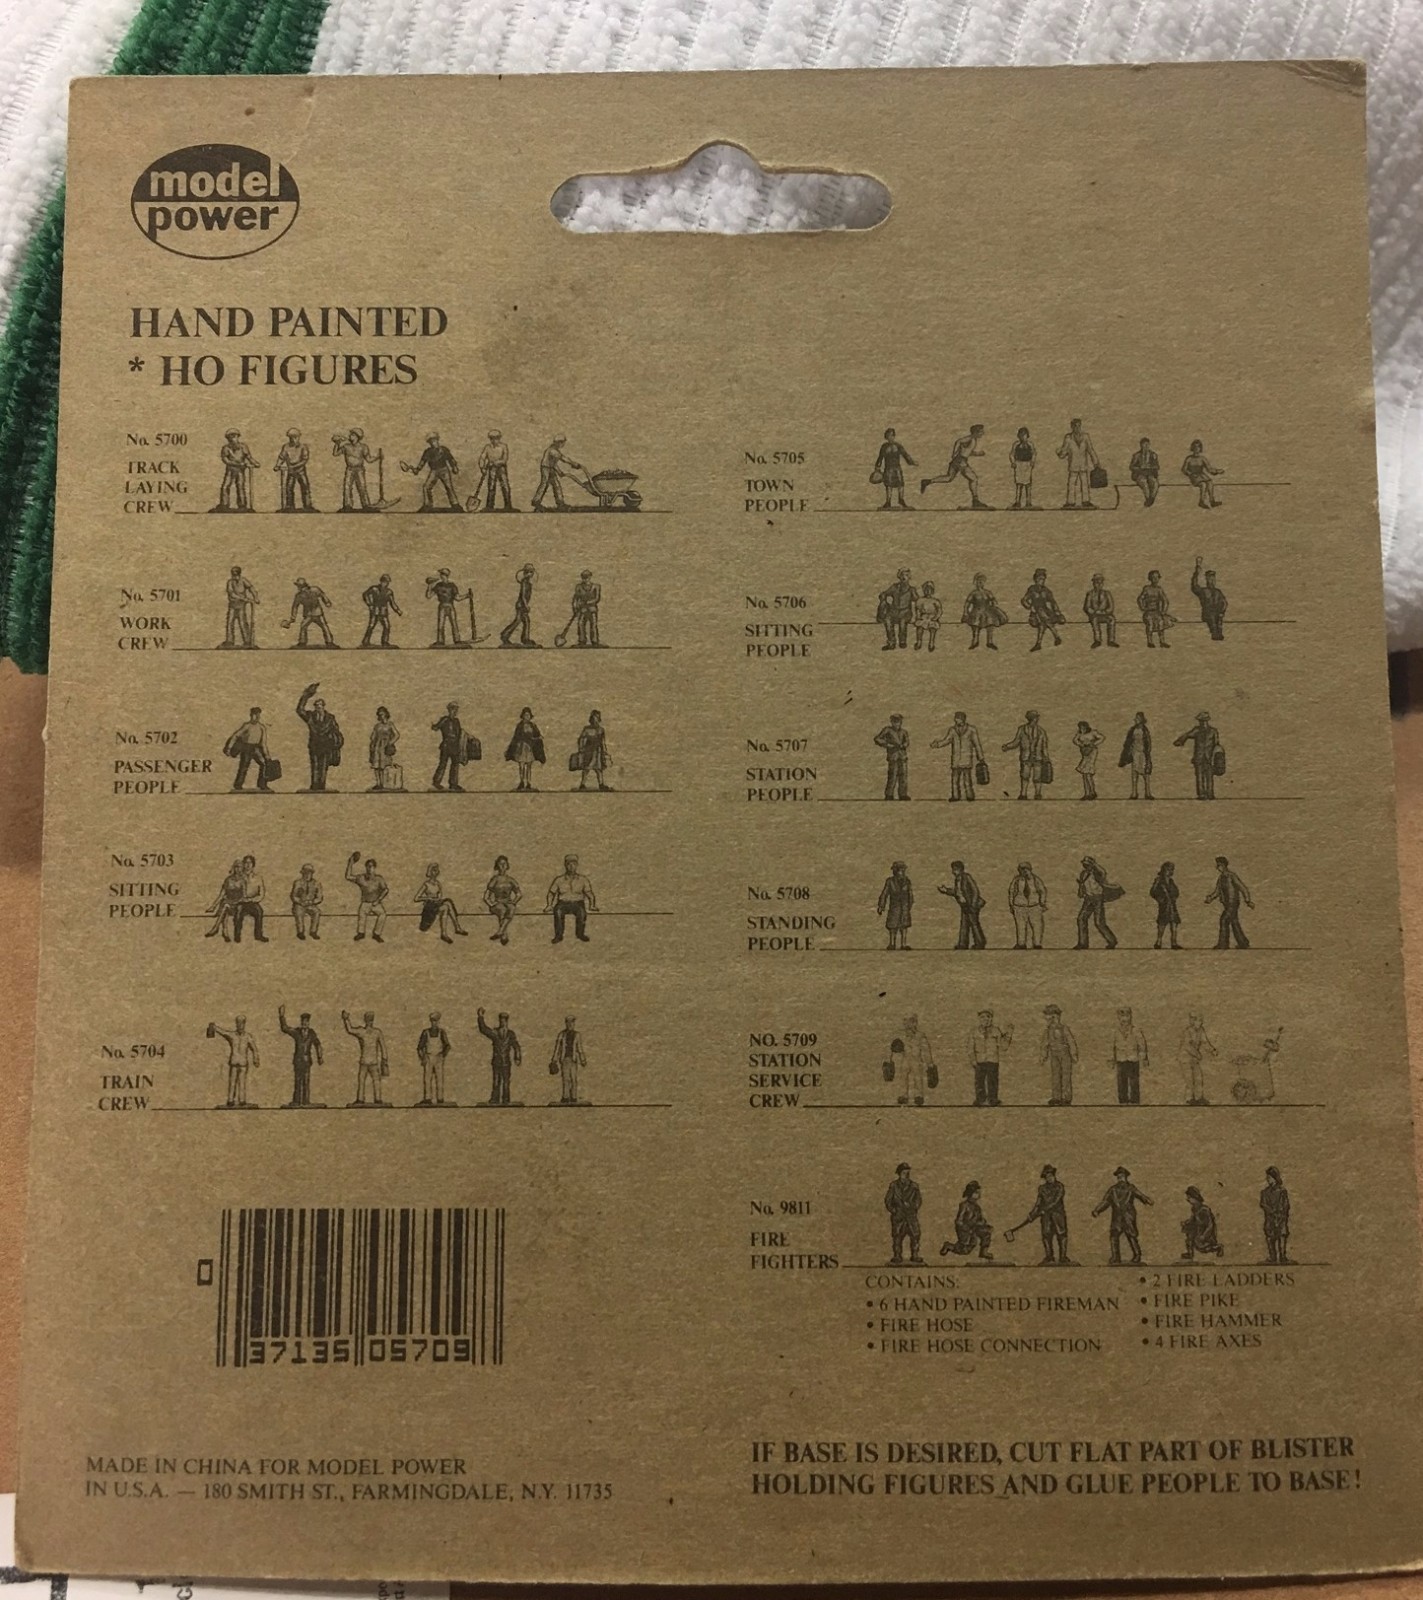 model
power
HAND PAINTED
* HO FIGURES
No. 5700
TRACK
LAYING
CREW
No. 5701
WORK
CREW
No. 5702
PASSENGER
PEOPLE
No. 5703
SITTING
PEOPLE
No. 5704
TRAIN
CREW
No. 5705
TOWN
PEOPLE
No. 5706
SITTING
PEOPLE
No. 5707
STATION
PEOPLE
No. 5708
STANDING
PEOPLE
NO. 5709
STATION
SERVICE
CREW
No. 9811
FIRE
FIGHTERS
CONTAINS:
• 6 HAND PAINTED FIREMAN
• FIRE HOSE
• FIRE HOSE CONNECTION
• 2 FIRE LADDERS
• FIRE PIKE
• FIRE HAMMER
• 4 FIRE AXES
0 37135 05709
MADE IN CHINA FOR MODEL POWER
IN U.S.A. — 180 SMITH ST., FARMINGDALE, N.Y. 11735
IF BASE IS DESIRED, CUT FLAT PART OF BLISTER
HOLDING FIGURES AND GLUE PEOPLE TO BASE!